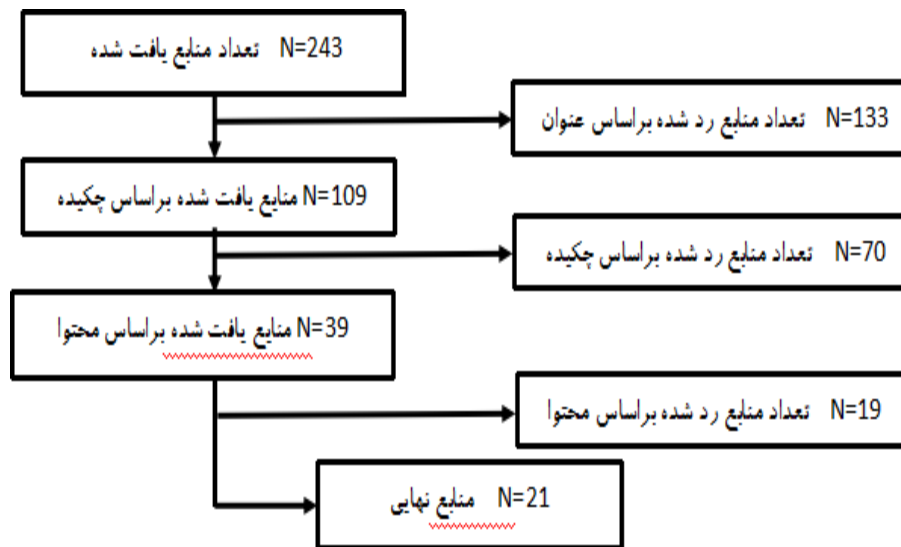 تعداد منابع یافت شده N=243
تعداد منابع رد شده براساس عنوان N=133
منابع یافت شده براساس چکیده N=109
تعداد منابع رد شده براساس چکیده N=70
منابع یافت شده براساس محتوا N=39
تعداد منابع رد شده براساس محتوا N=19
منابع نهایی N=21